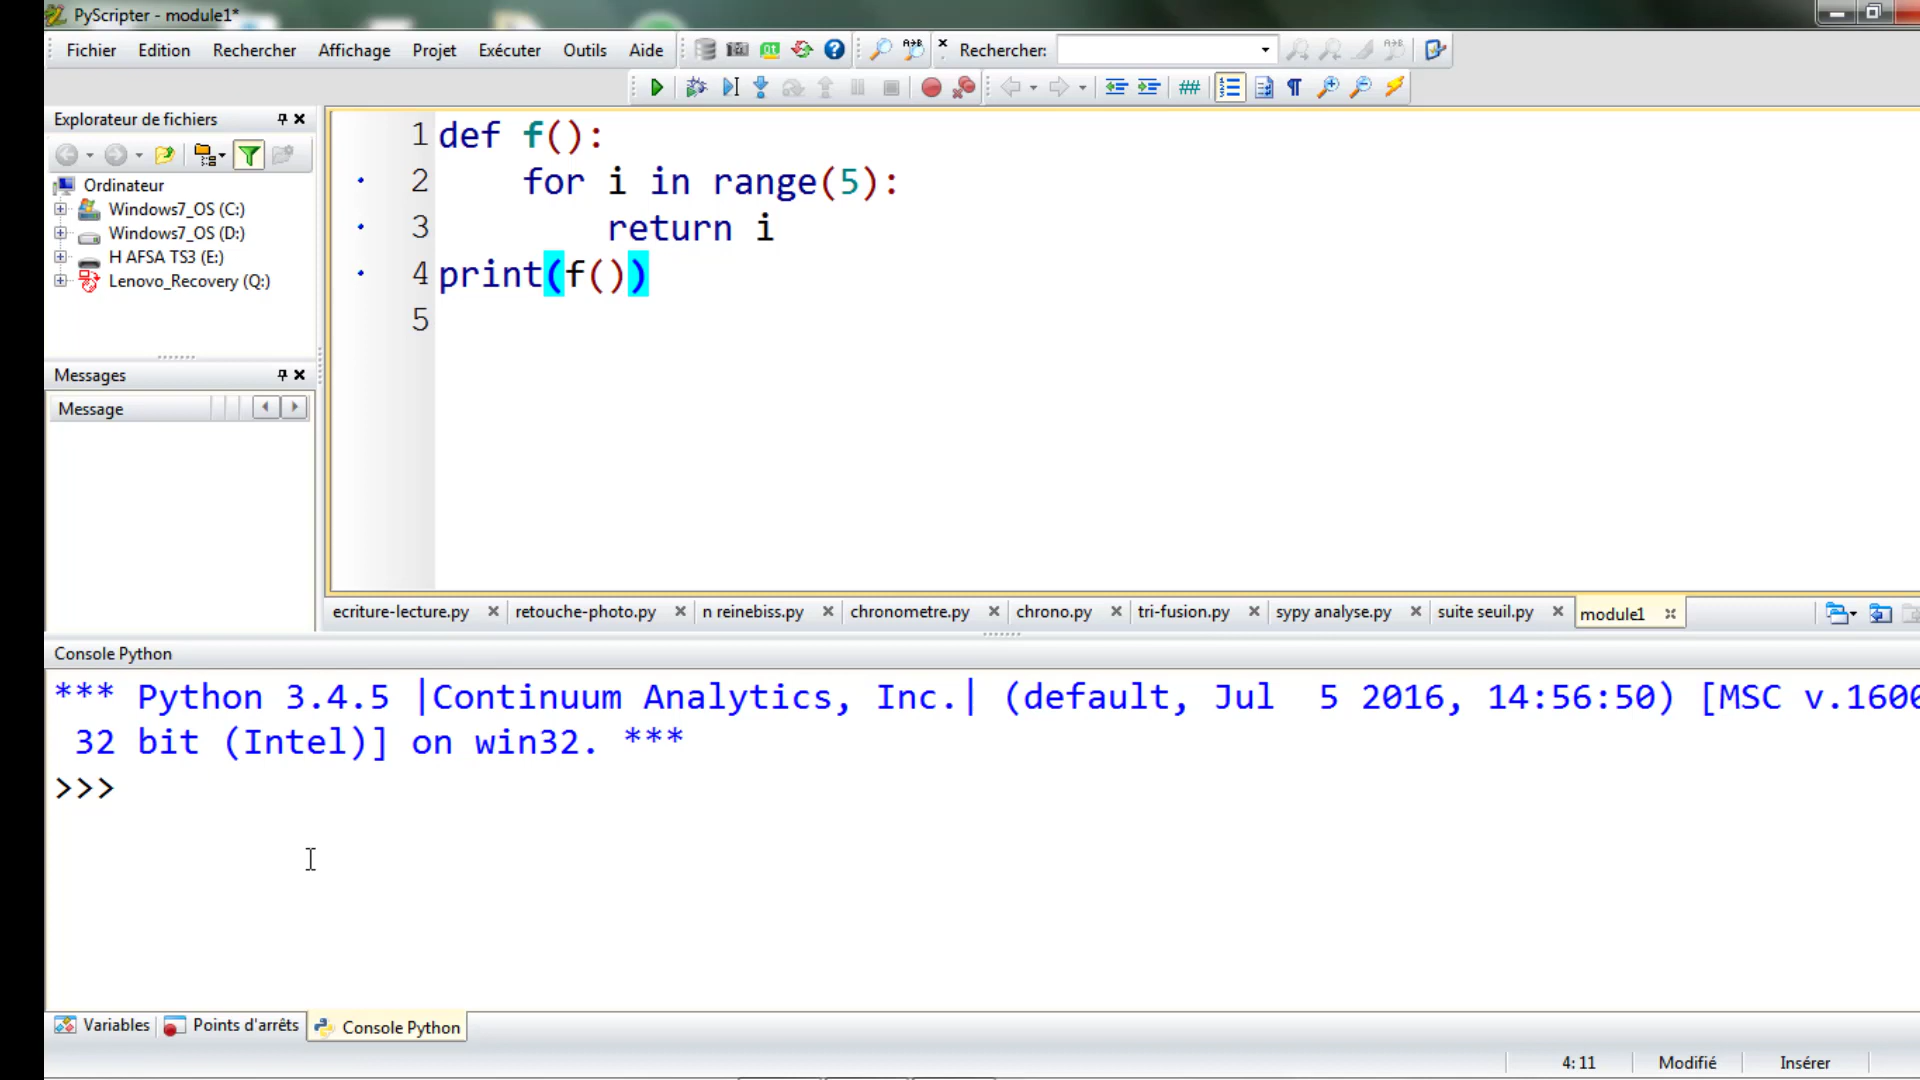 PyScripter - module1*
Fichier Edition Rechercher Affichage Projet Exécuter Outils Aide Rechercher:
Explorateur de fichiers
Ordinateur
Windows7_OS (C:)
Windows7_OS (D:)
H AFSA TS3 (E:)
Lenovo_Recovery (Q:)
Messages
Message
1 def f():
2 for i in range(5):
3 return i
4 print(f())
5
ecriture-lecture.py retouche-photo.py n reinebiss.py chronometre.py chrono.py tri-fusion.py sypy analyse.py suite seuil.py module1
Console Python
*** Python 3.4.5 |Continuum Analytics, Inc.| (default, Jul  5 2016, 14:56:50) [MSC v.1600
32 bit (Intel)] on win32. ***
>>>
Variables Points d'arrêts Console Python
4: 11 Modifié Insérer